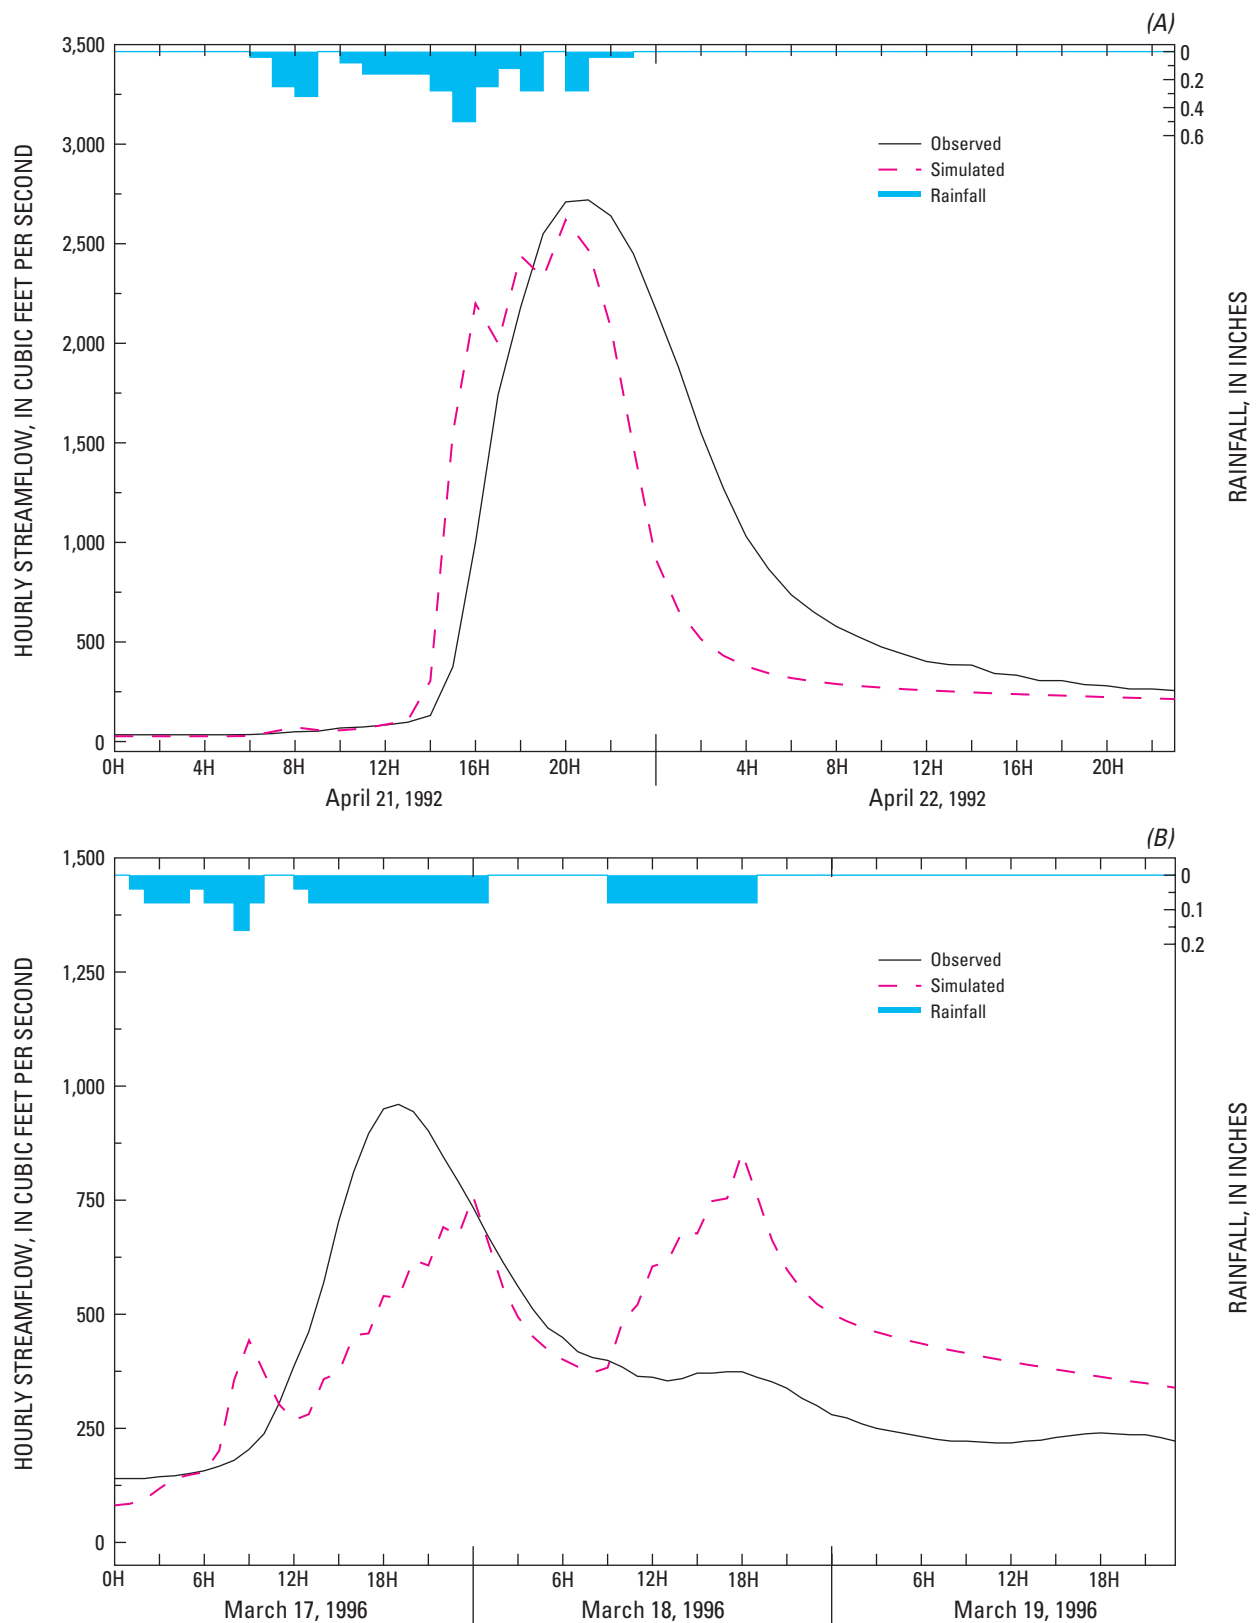 (A)
3,500
3,000
2,500
2,000
1,500
1,000
500
0
HOURLY STREAMFLOW, IN CUBIC FEET PER SECOND
0
0.2
0.4
0.6
RAINFALL, IN INCHES
Observed
Simulated
Rainfall
0H 4H 8H 12H 16H 20H 4H 8H 12H 16H 20H
April 21, 1992 April 22, 1992
(B)
1,500
1,250
1,000
750
500
250
0
HOURLY STREAMFLOW, IN CUBIC FEET PER SECOND
0
0.1
0.2
RAINFALL, IN INCHES
Observed
Simulated
Rainfall
0H 6H 12H 18H 6H 12H 18H 6H 12H 18H
March 17, 1996 March 18, 1996 March 19, 1996